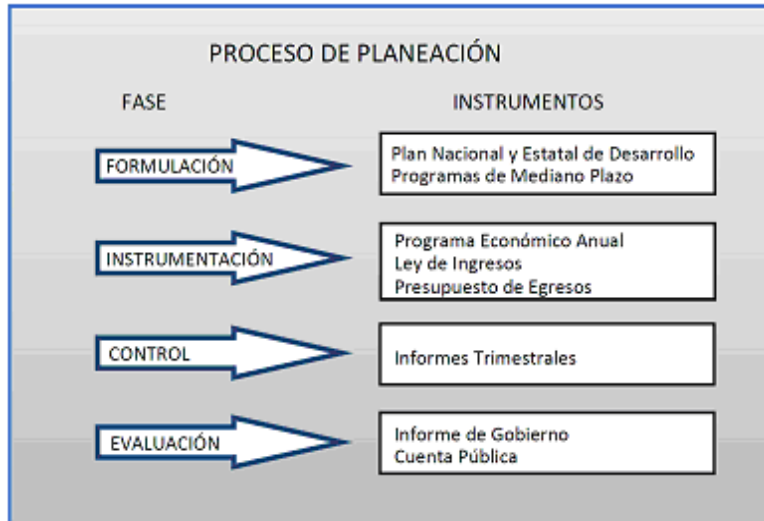 PROCESO DE PLANEACIÓN
FASE
INSTRUMENTOS
FORMULACIÓN
Plan Nacional y Estatal de Desarrollo
Programas de Mediano Plazo
INSTRUMENTACIÓN
Programa Económico Anual
Ley de Ingresos
Presupuesto de Egresos
CONTROL
Informes Trimestrales
EVALUACIÓN
Informe de Gobierno
Cuenta Pública